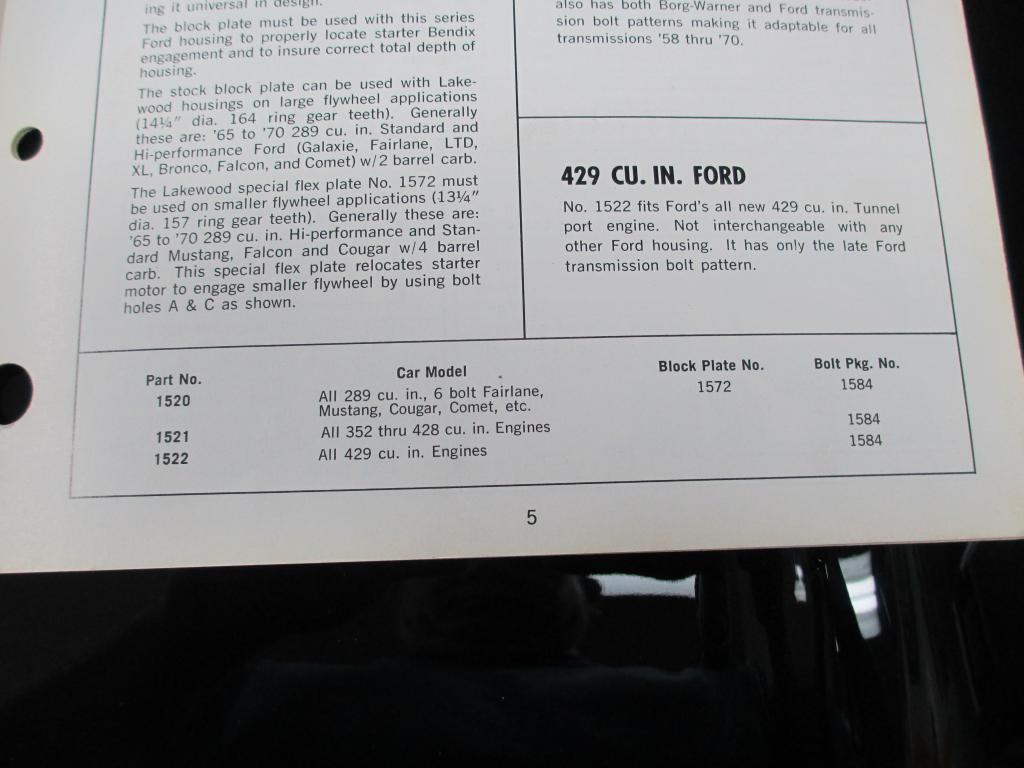 ing it universal in design.
The block plate must be used with this series
Ford housing to properly locate starter Bendix
engagement and to insure correct total depth of
housing.
The stock block plate can be used with Lake-
wood housings on large flywheel applications
(14¼" dia. 164 ring gear teeth). Generally
these are: '65 to '70 289 cu. in. Standard and
Hi-performance Ford (Galaxie, Fairlane, LTD,
XL, Bronco, Falcon, and Comet) w/2 barrel carb.
The Lakewood special flex plate No. 1572 must
be used on smaller flywheel applications (13¼"
dia. 157 ring gear teeth). Generally these are:
'65 to '70 289 cu. in. Hi-performance and Stan-
dard Mustang, Falcon and Cougar w/4 barrel
carb. This special flex plate relocates starter
motor to engage smaller flywheel by using bolt
holes A & C as shown.
also has both Borg-Warner and Ford transmis-
sion bolt patterns making it adaptable for all
transmissions '58 thru '70.
429 CU. IN. FORD
No. 1522 fits Ford's all new 429 cu. in. Tunnel
port engine. Not interchangeable with any
other Ford housing. It has only the late Ford
transmission bolt pattern.
Part No. Car Model Block Plate No. Bolt Pkg. No.
1520 All 289 cu. in., 6 bolt Fairlane, 1572 1584
Mustang, Cougar, Comet, etc.
1521 All 352 thru 428 cu. in. Engines 1584
1522 All 429 cu. in. Engines 1584
5